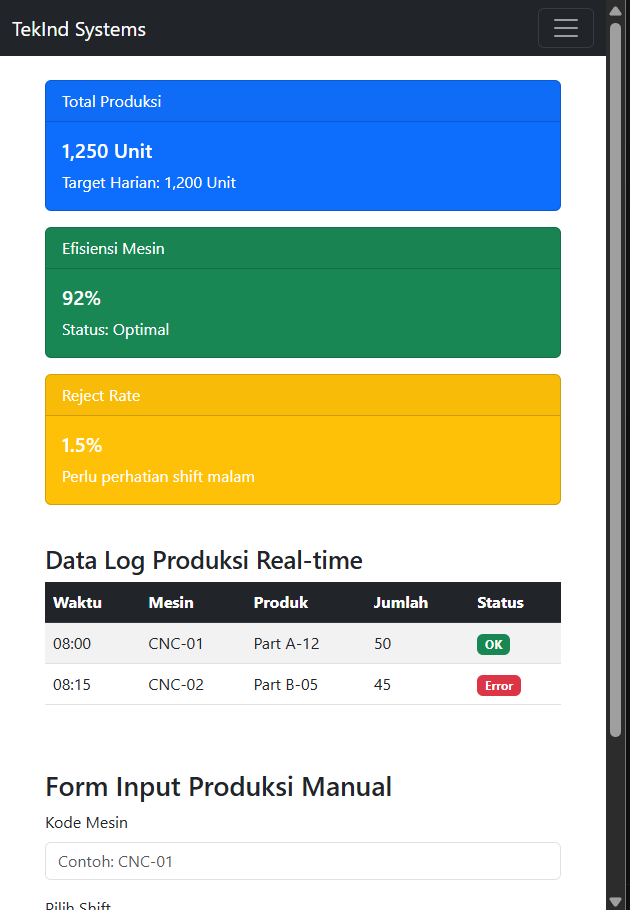 TekInd Systems
Total Produksi
1,250 Unit
Target Harian: 1,200 Unit
Efisiensi Mesin
92%
Status: Optimal
Reject Rate
1.5%
Perlu perhatian shift malam
Data Log Produksi Real-time
Waktu Mesin Produk Jumlah Status
08:00 CNC-01 Part A-12 50 OK
08:15 CNC-02 Part B-05 45 Error
Form Input Produksi Manual
Kode Mesin
Contoh: CNC-01
Pilih Shift